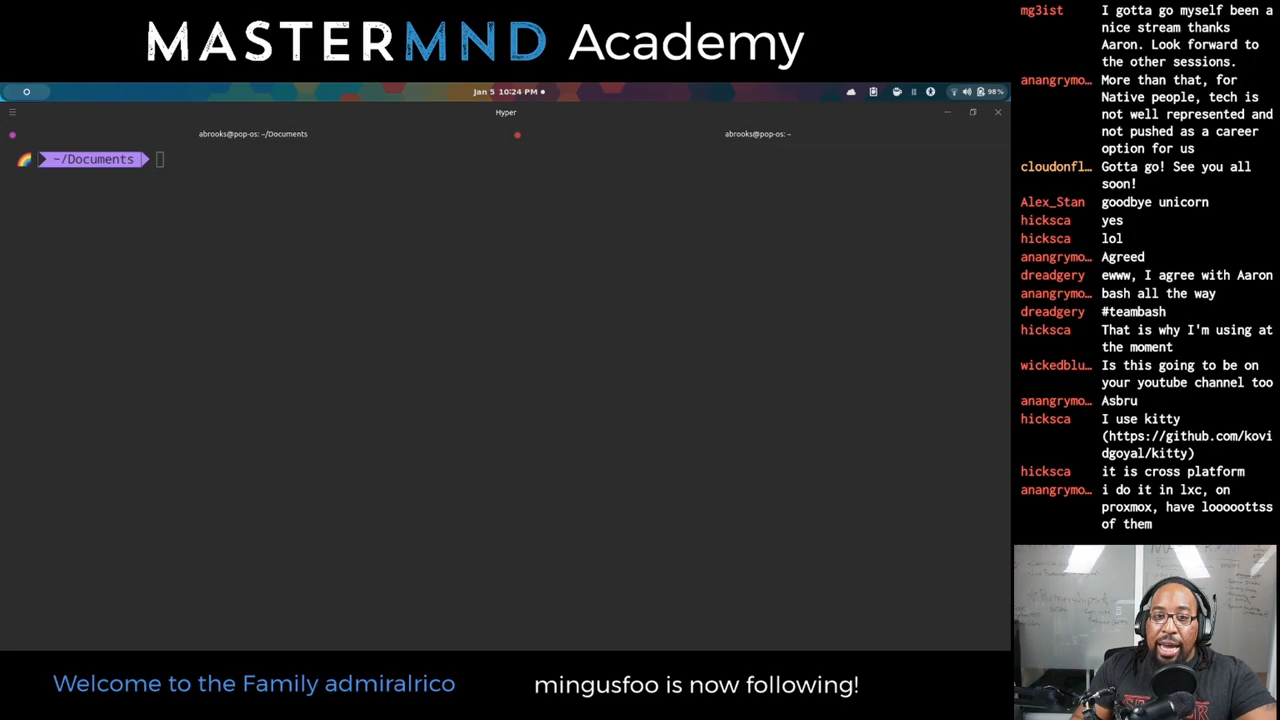 MASTERMND Academy
Jan 5 10:24 PM
98%
Hyper
abrooks@pop-os: ~/Documents
abrooks@pop-os: ~
~/Documents
mg3ist I gotta go myself been a
nice stream thanks
Aaron. Look forward to
the other sessions.
anangrymo… More than that, for
Native people, tech is
not well represented and
not pushed as a career
option for us
cloudonfl… Gotta go! See you all
soon!
Alex_Stan goodbye unicorn
hicksca yes
hicksca lol
anangrymo… Agreed
dreadgery ewww, I agree with Aaron
anangrymo… bash all the way
dreadgery #teambash
hicksca That is why I'm using at
the moment
wickedblu… Is this going to be on
your youtube channel too
anangrymo… Asbru
hicksca I use kitty
(https://github.com/kovi
dgoyal/kitty)
hicksca it is cross platform
anangrymo… i do it in lxc, on
proxmox, have looooottss
of them
Welcome to the Family admiralrico
mingusfoo is now following!